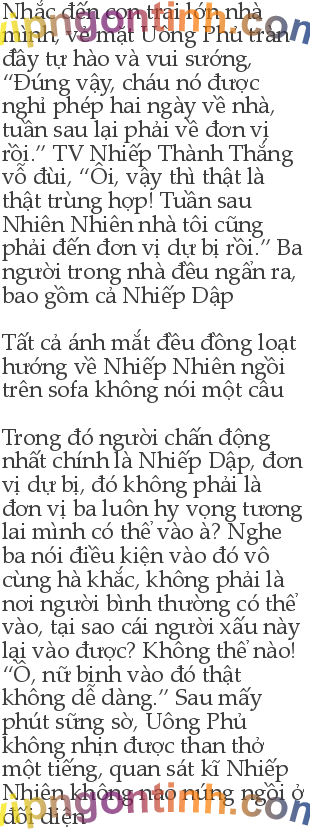 Nhắc đến con trai lớn nhà
mình, vẻ mặt Uông Phủ tràn
đầy tự hào và vui sướng,
“Đúng vậy, cháu nó được
nghỉ phép hai ngày về nhà,
tuần sau lại phải về đơn vị
rồi.” TV Nhiếp Thành Thắng
vỗ đùi, “Ôi, vậy thì thật là
thật trùng hợp! Tuần sau
Nhiên Nhiên nhà tôi cũng
phải đến đơn vị dự bị rồi.” Ba
người trong nhà đều ngẩn ra,
bao gồm cả Nhiếp Dập

Tất cả ánh mắt đều đồng loạt
hướng về Nhiếp Nhiên ngồi
trên sofa không nói một câu

Trong đó người chấn động
nhất chính là Nhiếp Dập, đơn
vị dự bị, đó không phải là
đơn vị ba luôn hy vọng tương
lai mình có thể vào à? Nghe
ba nói điều kiện vào đó vô
cùng hà khắc, không phải là
nơi người bình thường có thể
vào, tại sao cái người xấu này
lại vào được? Không thể nào!
“Ồ, nữ binh vào đó thật
không dễ dàng.” Sau mấy
phút sững sờ, Uông Phủ
không nhịn được than thở
một tiếng, quan sát kĩ Nhiếp
Nhiên không nao núng ngồi ở
đối diện
vipngontinh.com
vipngontinh.com